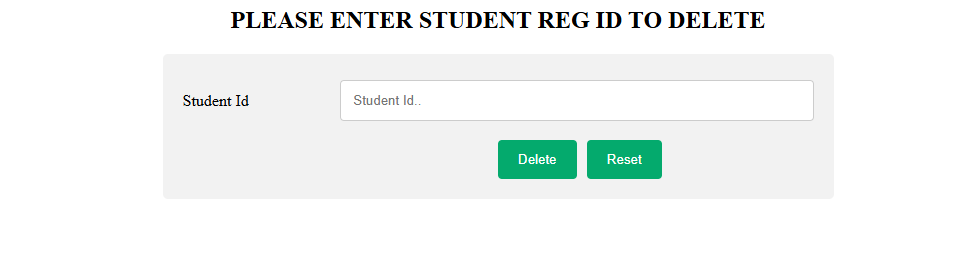 PLEASE ENTER STUDENT REG ID TO DELETE
Student Id
Student Id..
Delete Reset